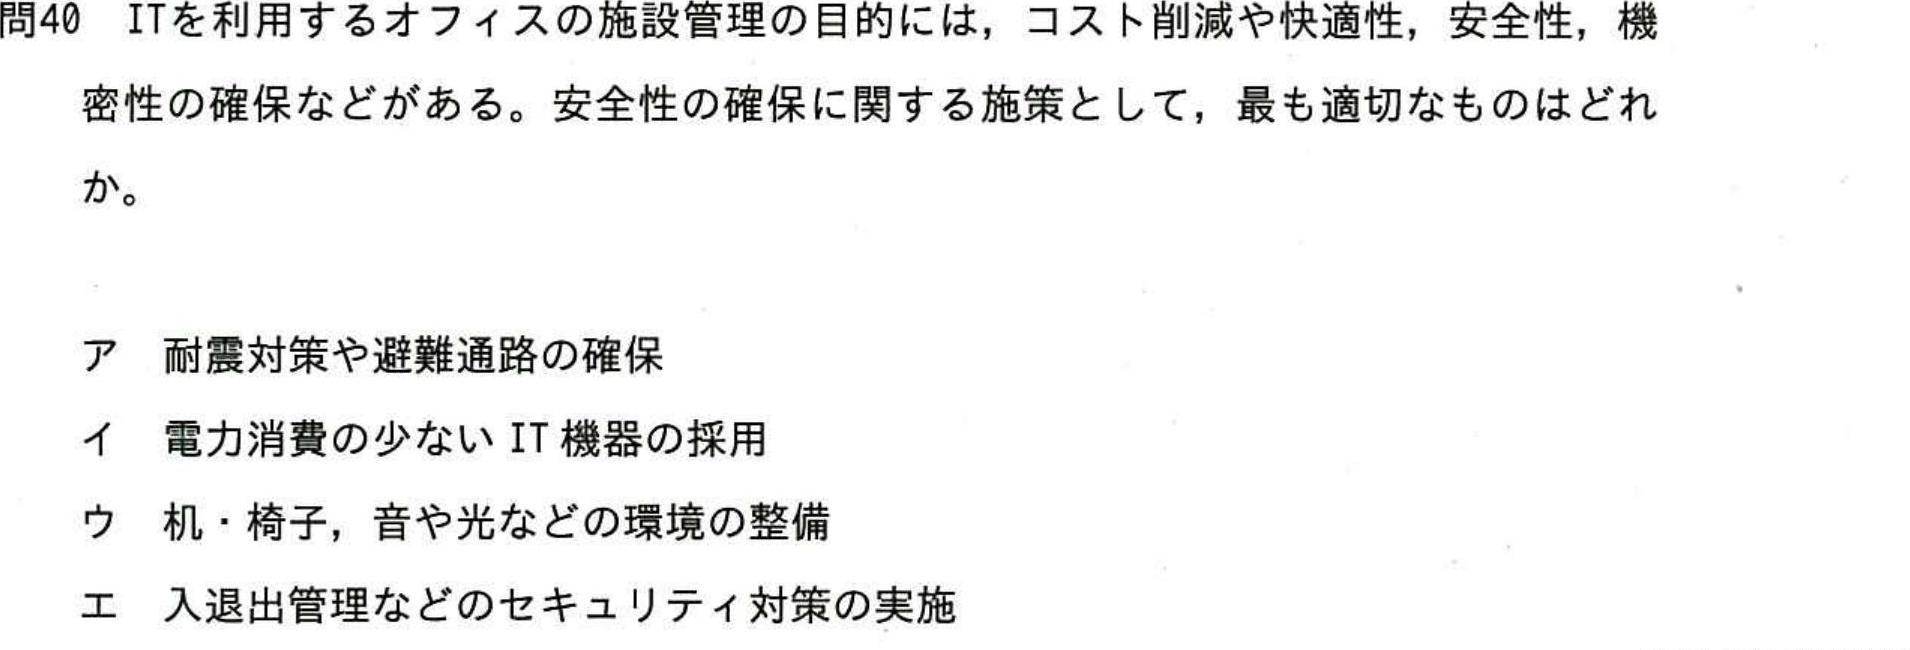 問40　ITを利用するオフィスの施設管理の目的には，コスト削減や快適性，安全性，機
密性の確保などがある。安全性の確保に関する施策として，最も適切なものはどれ
か。
ア　耐震対策や避難通路の確保
イ　電力消費の少ない IT 機器の採用
ウ　机・椅子，音や光などの環境の整備
エ　入退出管理などのセキュリティ対策の実施